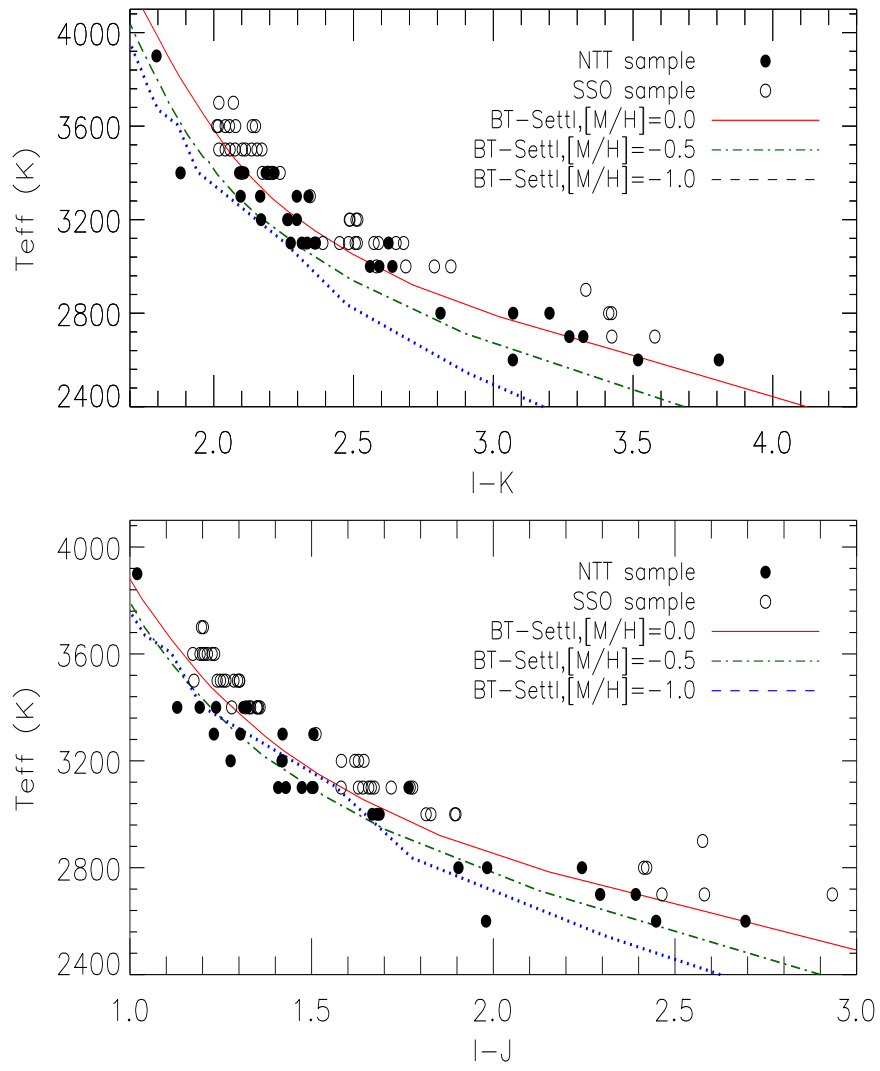 4000
3600
3200
2800
2400
Teff (K)
NTT sample
SSO sample
BT-Settl,[M/H]=0.0
BT-Settl,[M/H]=-0.5
BT-Settl,[M/H]=-1.0
2.0 2.5 3.0 3.5 4.0
I-K
4000
3600
3200
2800
2400
Teff (K)
NTT sample
SSO sample
BT-Settl,[M/H]=0.0
BT-Settl,[M/H]=-0.5
BT-Settl,[M/H]=-1.0
1.0 1.5 2.0 2.5 3.0
I-J